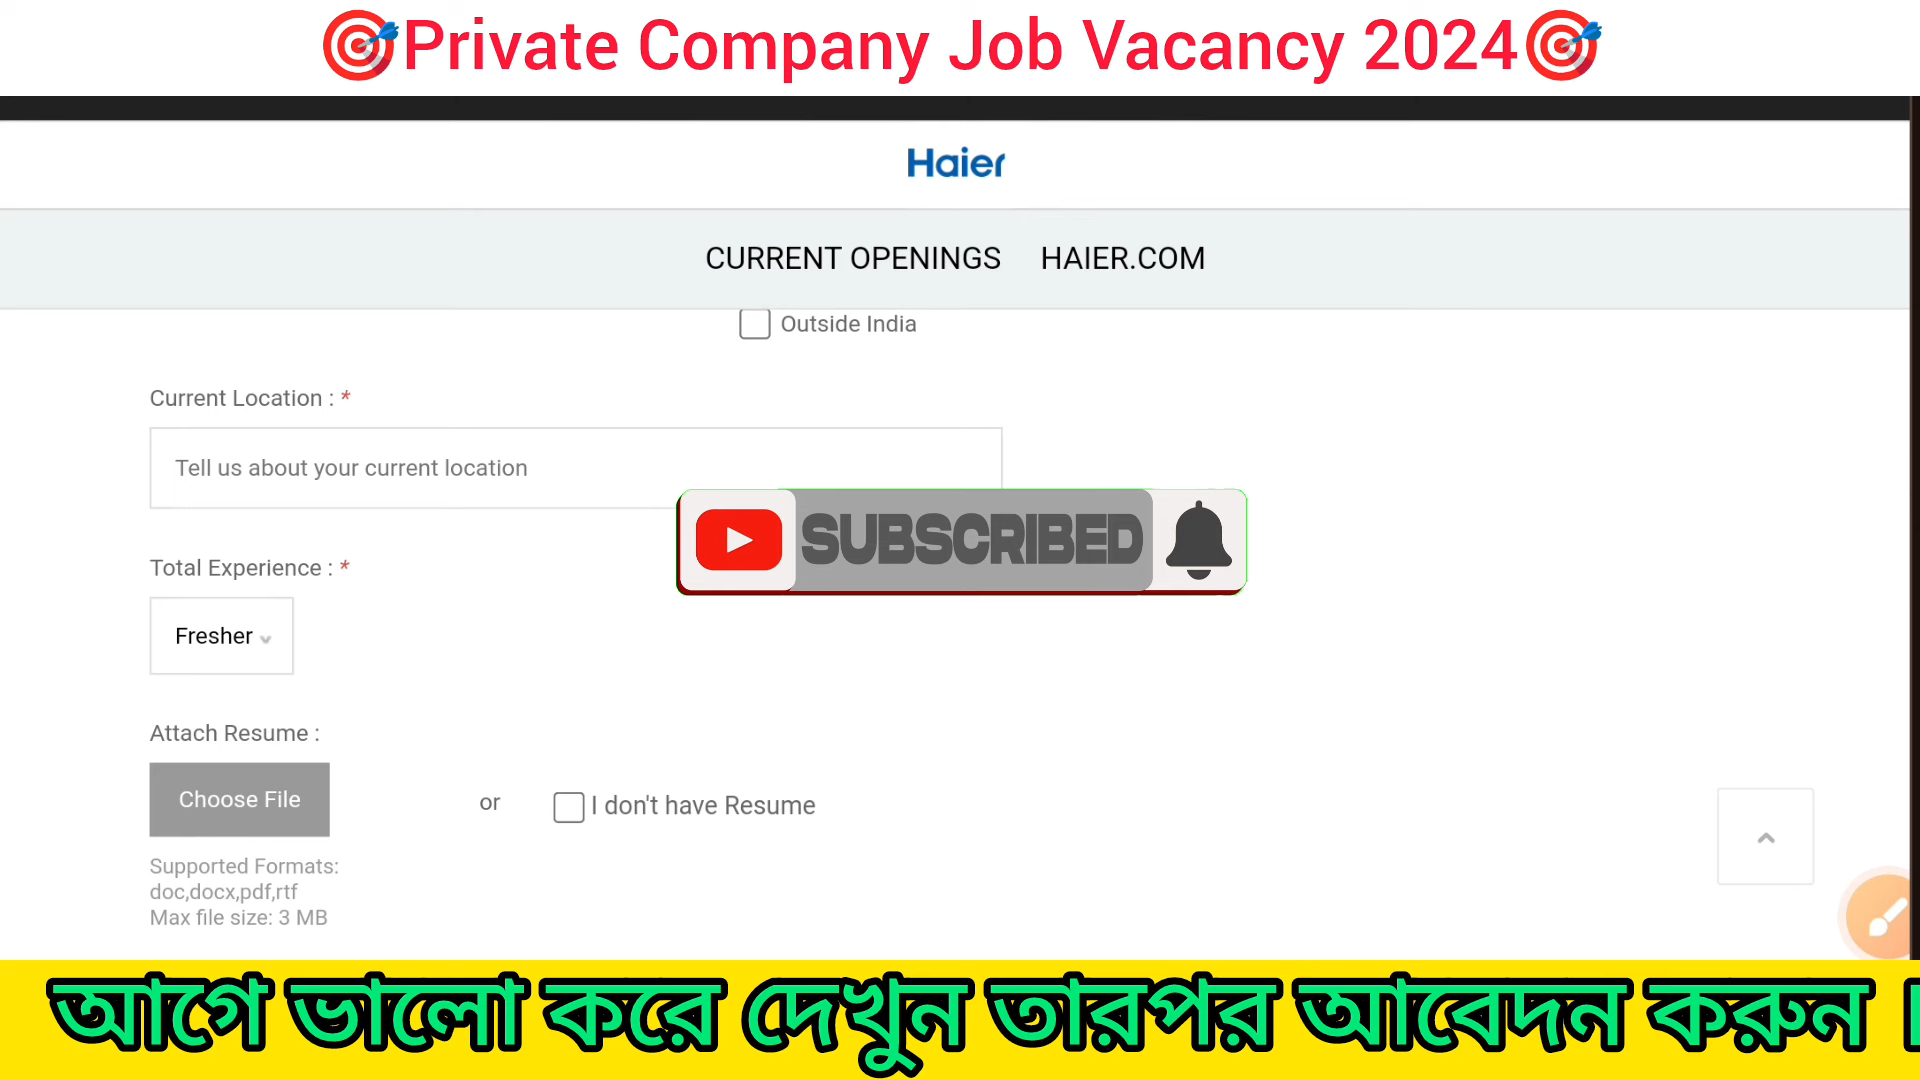 🎯Private Company Job Vacancy 2024🎯
Haier
CURRENT OPENINGS HAIER.COM
Outside India
Current Location : *
Tell us about your current location
SUBSCRIBED
Total Experience : *
Fresher
Attach Resume :
Choose File or I don't have Resume
Supported Formats:
doc,docx,pdf,rtf
Max file size: 3 MB
আগে ভালো করে দেখুন তারপর আবেদন করুন ।